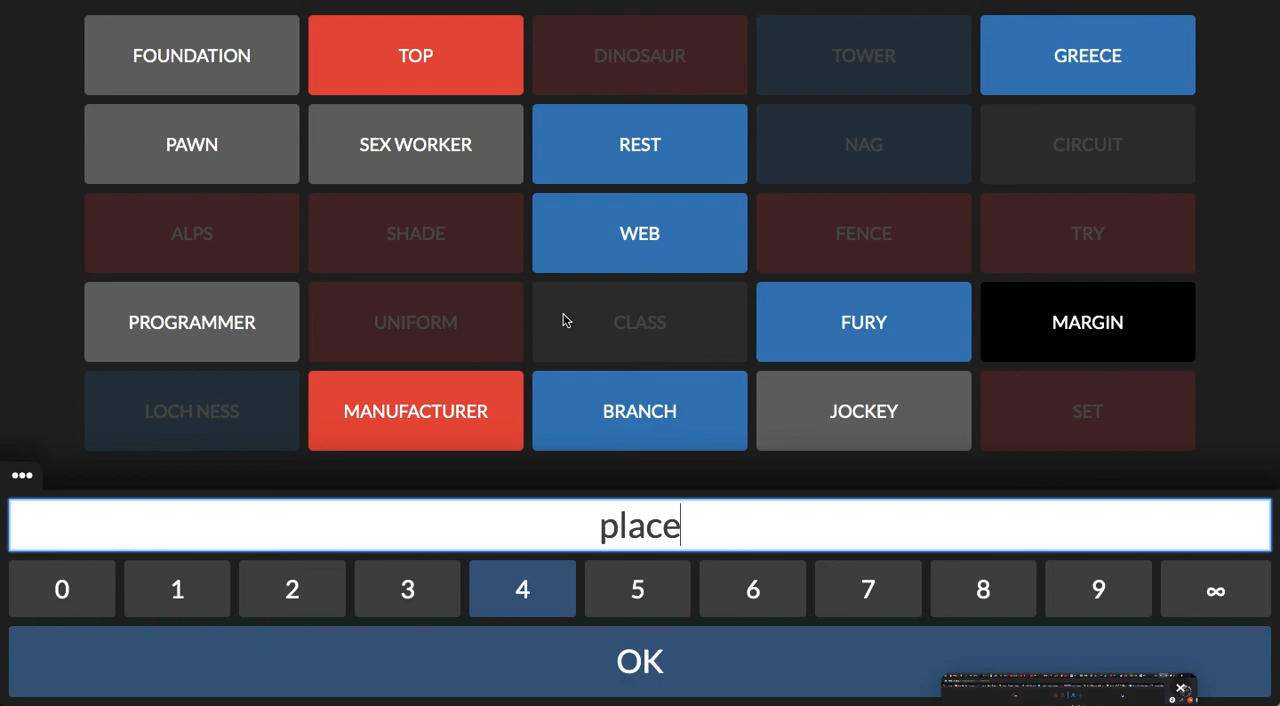 FOUNDATION TOP DINOSAUR TOWER GREECE
PAWN SEX WORKER REST NAG CIRCUIT
ALPS SHADE WEB FENCE TRY
PROGRAMMER UNIFORM CLASS FURY MARGIN
LOCH NESS MANUFACTURER BRANCH JOCKEY SET
•••
place
0 1 2 3 4 5 6 7 8 9 ∞
OK